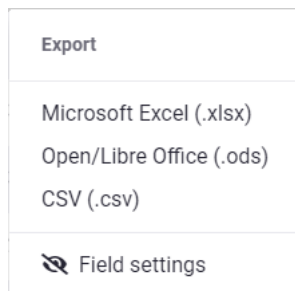 Export
Microsoft Excel (.xlsx)
Open/Libre Office (.ods)
CSV (.csv)
Field settings